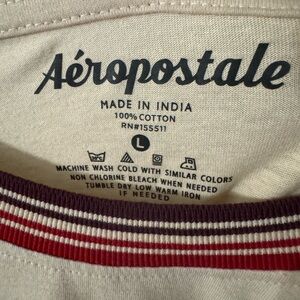 Aéropostale
MADE IN INDIA
100% COTTON
RN#155511
L
MACHINE WASH COLD WITH SIMILAR COLORS
NON CHLORINE BLEACH WHEN NEEDED
TUMBLE DRY LOW WARM IRON
IF NEEDED